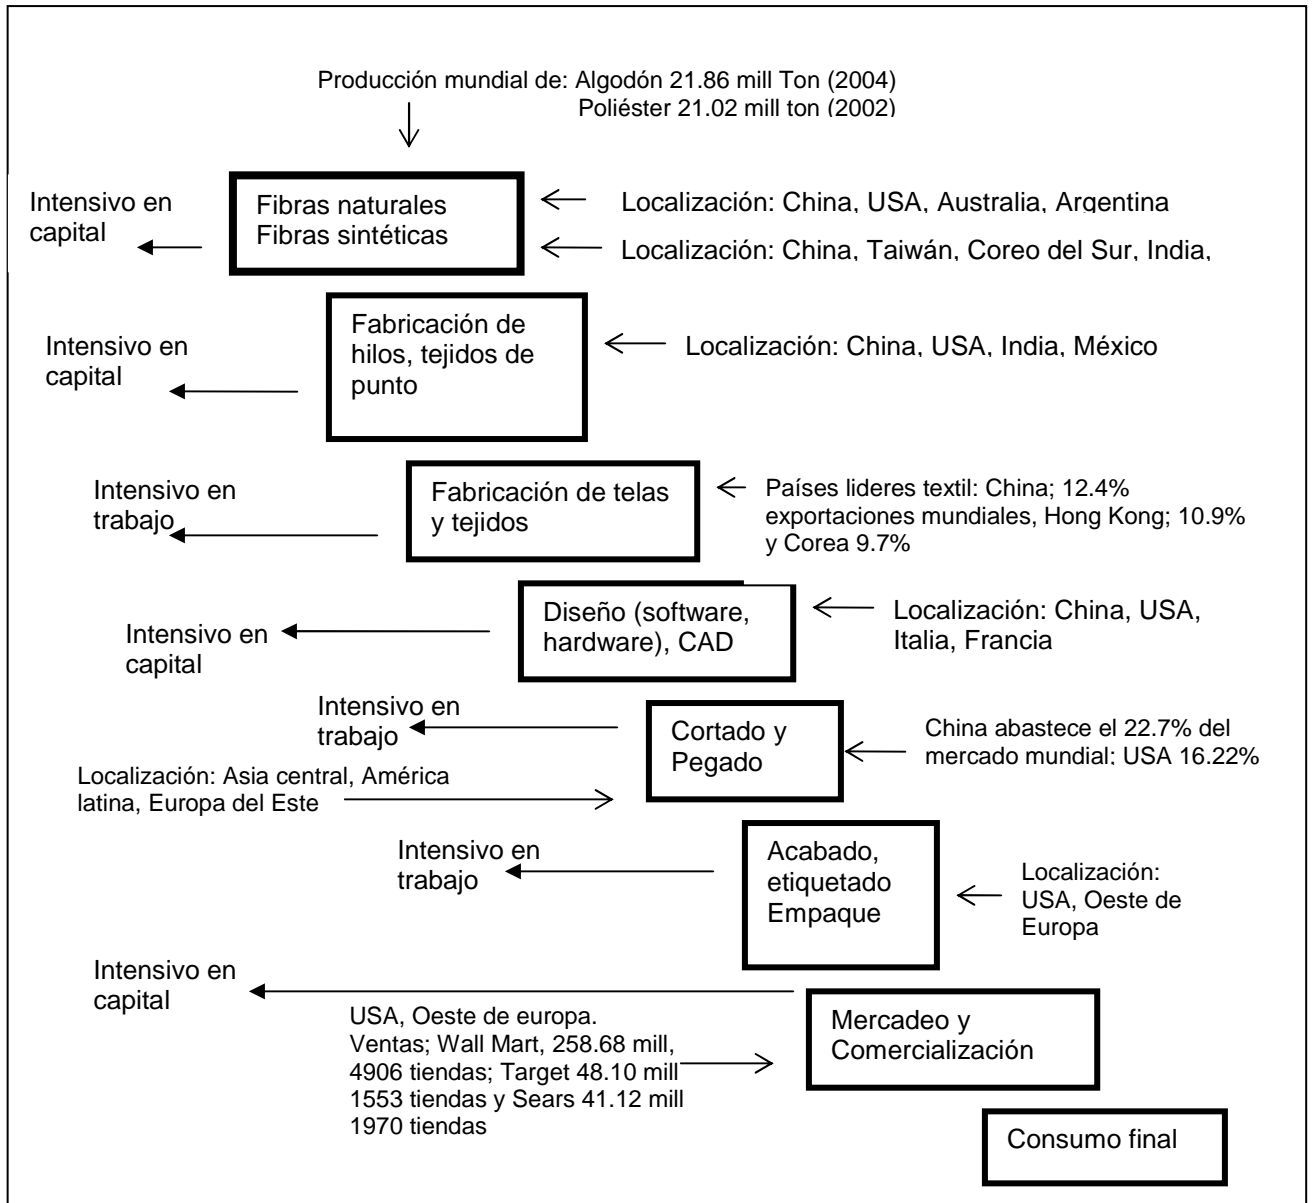 Producción mundial de: Algodón 21.86 mill Ton (2004)
Poliéster 21.02 mill ton (2002)
Intensivo en
capital
Fibras naturales
Fibras sintéticas
Localización: China, USA, Australia, Argentina
Localización: China, Taiwán, Coreo del Sur, India,
Intensivo en
capital
Fabricación de
hilos, tejidos de
punto
Localización: China, USA, India, México
Intensivo en
trabajo
Fabricación de telas
y tejidos
Países lideres textil: China; 12.4%
exportaciones mundiales, Hong Kong; 10.9%
y Corea 9.7%
Intensivo en
capital
Diseño (software,
hardware), CAD
Localización: China, USA,
Italia, Francia
Intensivo en
trabajo
Cortado y
Pegado
China abastece el 22.7% del
mercado mundial; USA 16.22%
Localización: Asia central, América
latina, Europa del Este
Intensivo en
trabajo
Acabado,
etiquetado
Empaque
Localización:
USA, Oeste de
Europa
Intensivo en
capital
USA, Oeste de europa.
Ventas; Wall Mart, 258.68 mill,
4906 tiendas; Target 48.10 mill
1553 tiendas y Sears 41.12 mill
1970 tiendas
Mercadeo y
Comercialización
Consumo final